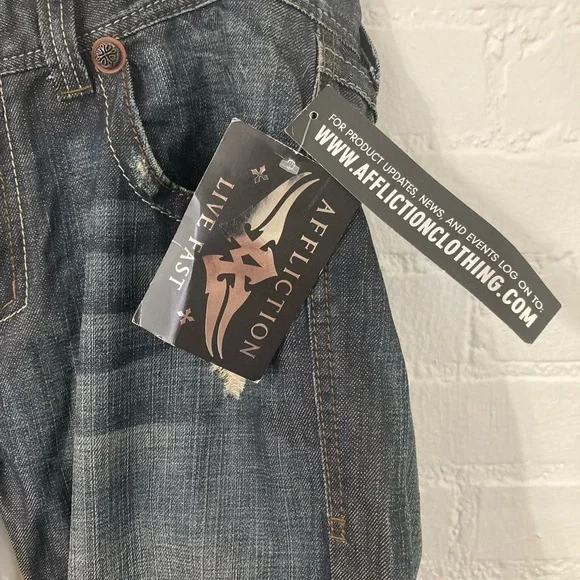 AFFLICTION
LIVE FAST
FOR PRODUCT UPDATES, NEWS, AND EVENTS LOG ON TO:
WWW.AFFLICTIONCLOTHING.COM